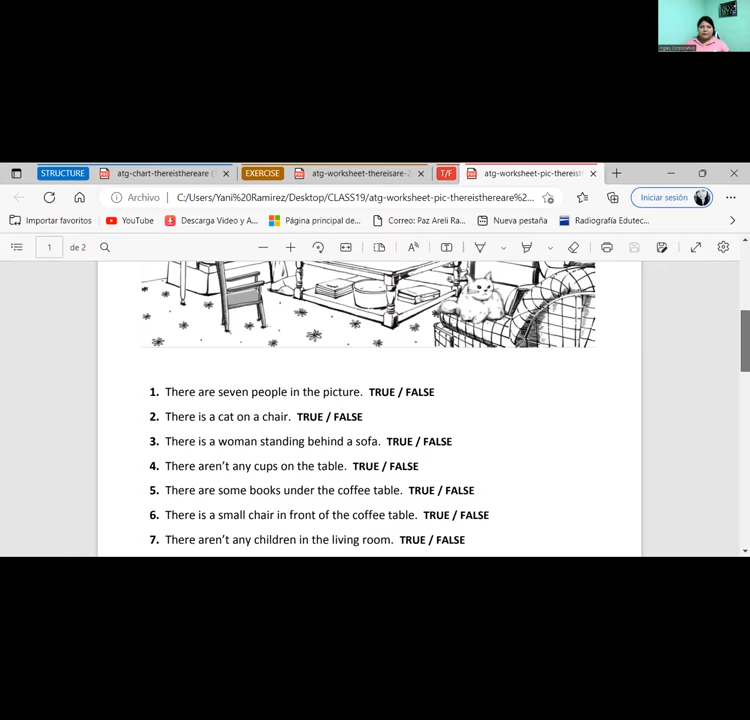 Inglés Corporativo
STRUCTURE
atg-chart-thereisthere are (
EXERCISE
atg-worksheet-thereisare-2
T/F
atg-worksheet-pic-thereist
Archivo
C:/Users/Yani%20Ramirez/Desktop/CLASS19/atg-worksheet-pic-thereisthereare%2...
Iniciar sesión
Importar favoritos
YouTube
Descarga Video y A...
Página principal de...
Correo: Paz Areli Ra...
Nueva pestaña
Radiografía Edutec...
1
de 2
1. There are seven people in the picture. TRUE / FALSE
2. There is a cat on a chair. TRUE / FALSE
3. There is a woman standing behind a sofa. TRUE / FALSE
4. There aren't any cups on the table. TRUE / FALSE
5. There are some books under the coffee table. TRUE / FALSE
6. There is a small chair in front of the coffee table. TRUE / FALSE
7. There aren't any children in the living room. TRUE / FALSE